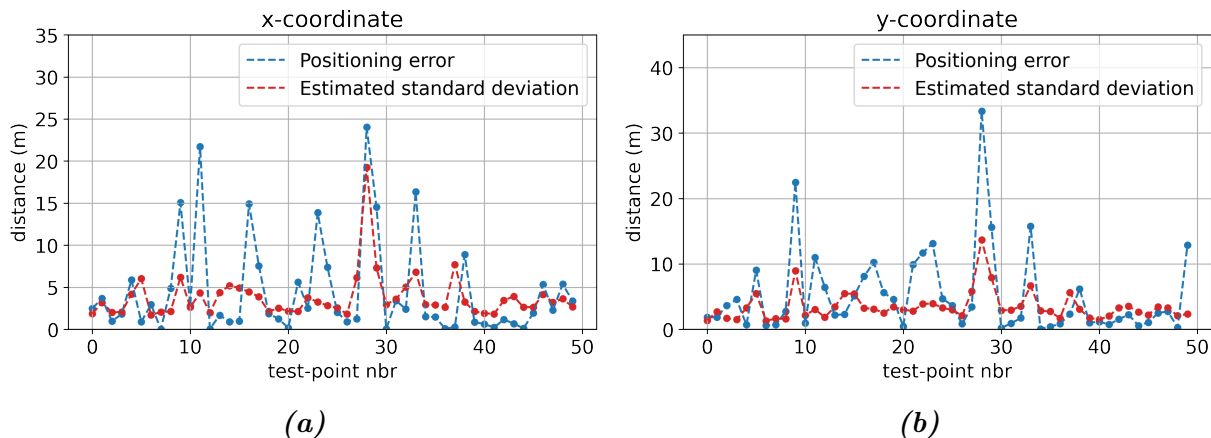 x-coordinate
35
30
25
20
15
10
5
0
distance (m)
Positioning error
Estimated standard deviation
0 10 20 30 40 50
test-point nbr
(a)
y-coordinate
40
30
20
10
0
distance (m)
Positioning error
Estimated standard deviation
0 10 20 30 40 50
test-point nbr
(b)